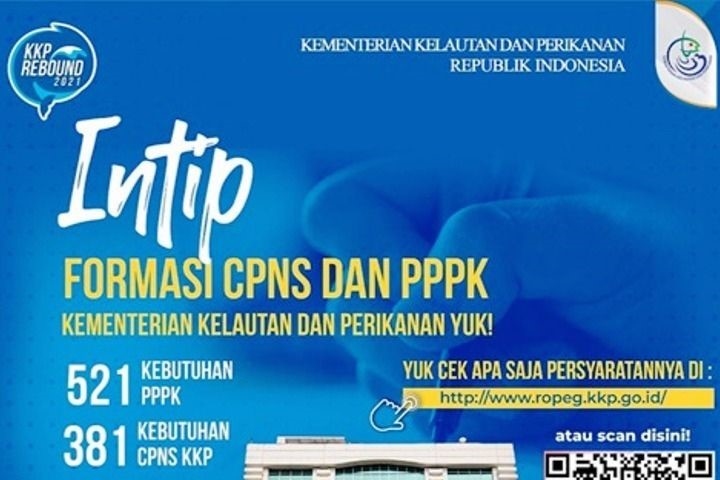 KKP
REBOUND
2021
KEMENTERIAN KELAUTAN DAN PERIKANAN
REPUBLIK INDONESIA
Intip
FORMASI CPNS DAN PPPK
KEMENTERIAN KELAUTAN DAN PERIKANAN YUK!
521 KEBUTUHAN
PPPK
381 KEBUTUHAN
CPNS KKP
YUK CEK APA SAJA PERSYARATANNYA DI :
http://www.ropeg.kkp.go.id/
atau scan disini!